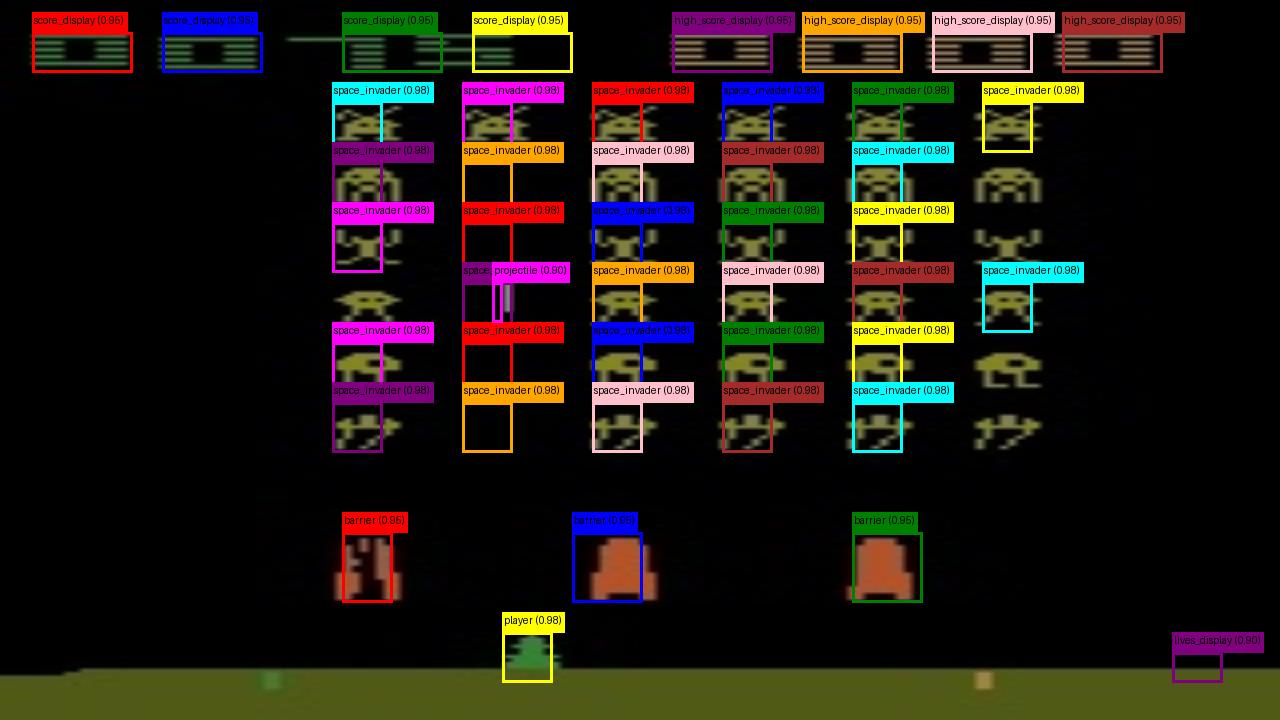 score_display (0.95) score_display (0.95) score_display (0.95) score_display (0.95) high_score_display (0.95) high_score_display (0.95) high_score_display (0.95) high_score_display (0.95)
space_invader (0.98) space_invader (0.98) space_invader (0.98) space_invader (0.98) space_invader (0.98) space_invader (0.98)
space_invader (0.98) space_invader (0.98) space_invader (0.98) space_invader (0.98) space_invader (0.98)
space_invader (0.98) space_invader (0.98) space_invader (0.98) space_invader (0.98) space_invader (0.98)
space projectile (0.90) space_invader (0.98) space_invader (0.98) space_invader (0.98) space_invader (0.98)
space_invader (0.98) space_invader (0.98) space_invader (0.98) space_invader (0.98) space_invader (0.98)
space_invader (0.98) space_invader (0.98) space_invader (0.98) space_invader (0.98) space_invader (0.98)
barrier (0.95) barrier (0.95) barrier (0.95)
player (0.98)
lives_display (0.90)